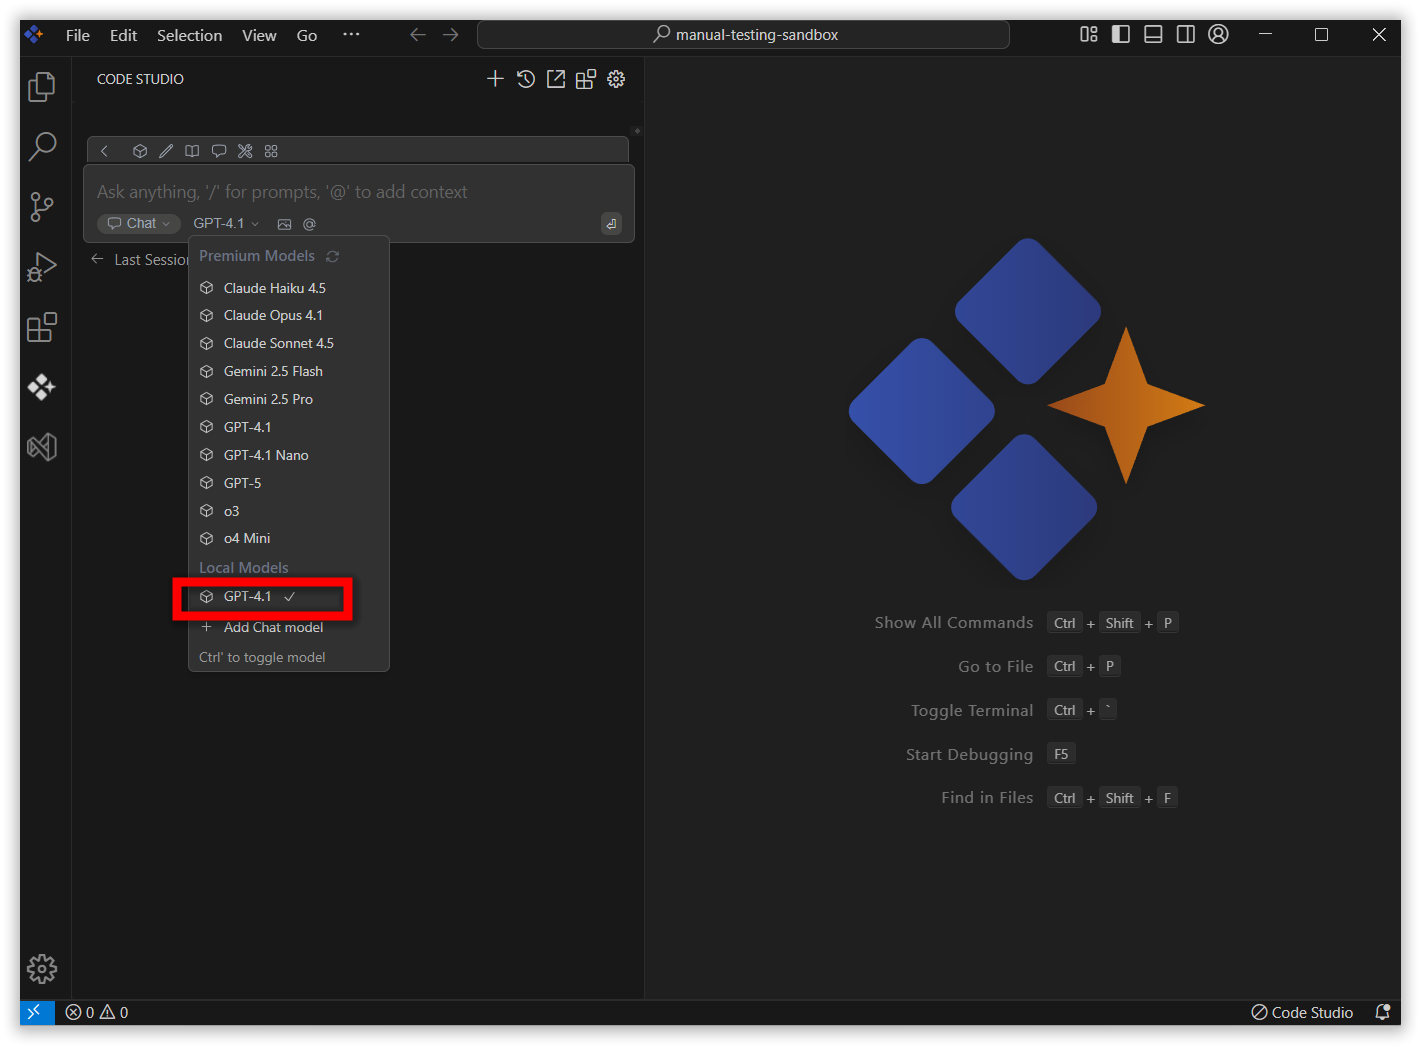 File Edit Selection View Go ··· manual-testing-sandbox
CODE STUDIO
Ask anything, '/' for prompts, '@' to add context
Chat GPT-4.1 @
Last Session
Premium Models
Claude Haiku 4.5
Claude Opus 4.1
Claude Sonnet 4.5
Gemini 2.5 Flash
Gemini 2.5 Pro
GPT-4.1
GPT-4.1 Nano
GPT-5
o3
o4 Mini
Local Models
GPT-4.1
+ Add Chat model
Ctrl' to toggle model
Show All Commands Ctrl + Shift + P
Go to File Ctrl + P
Toggle Terminal Ctrl + `
Start Debugging F5
Find in Files Ctrl + Shift + F
0 0 Code Studio